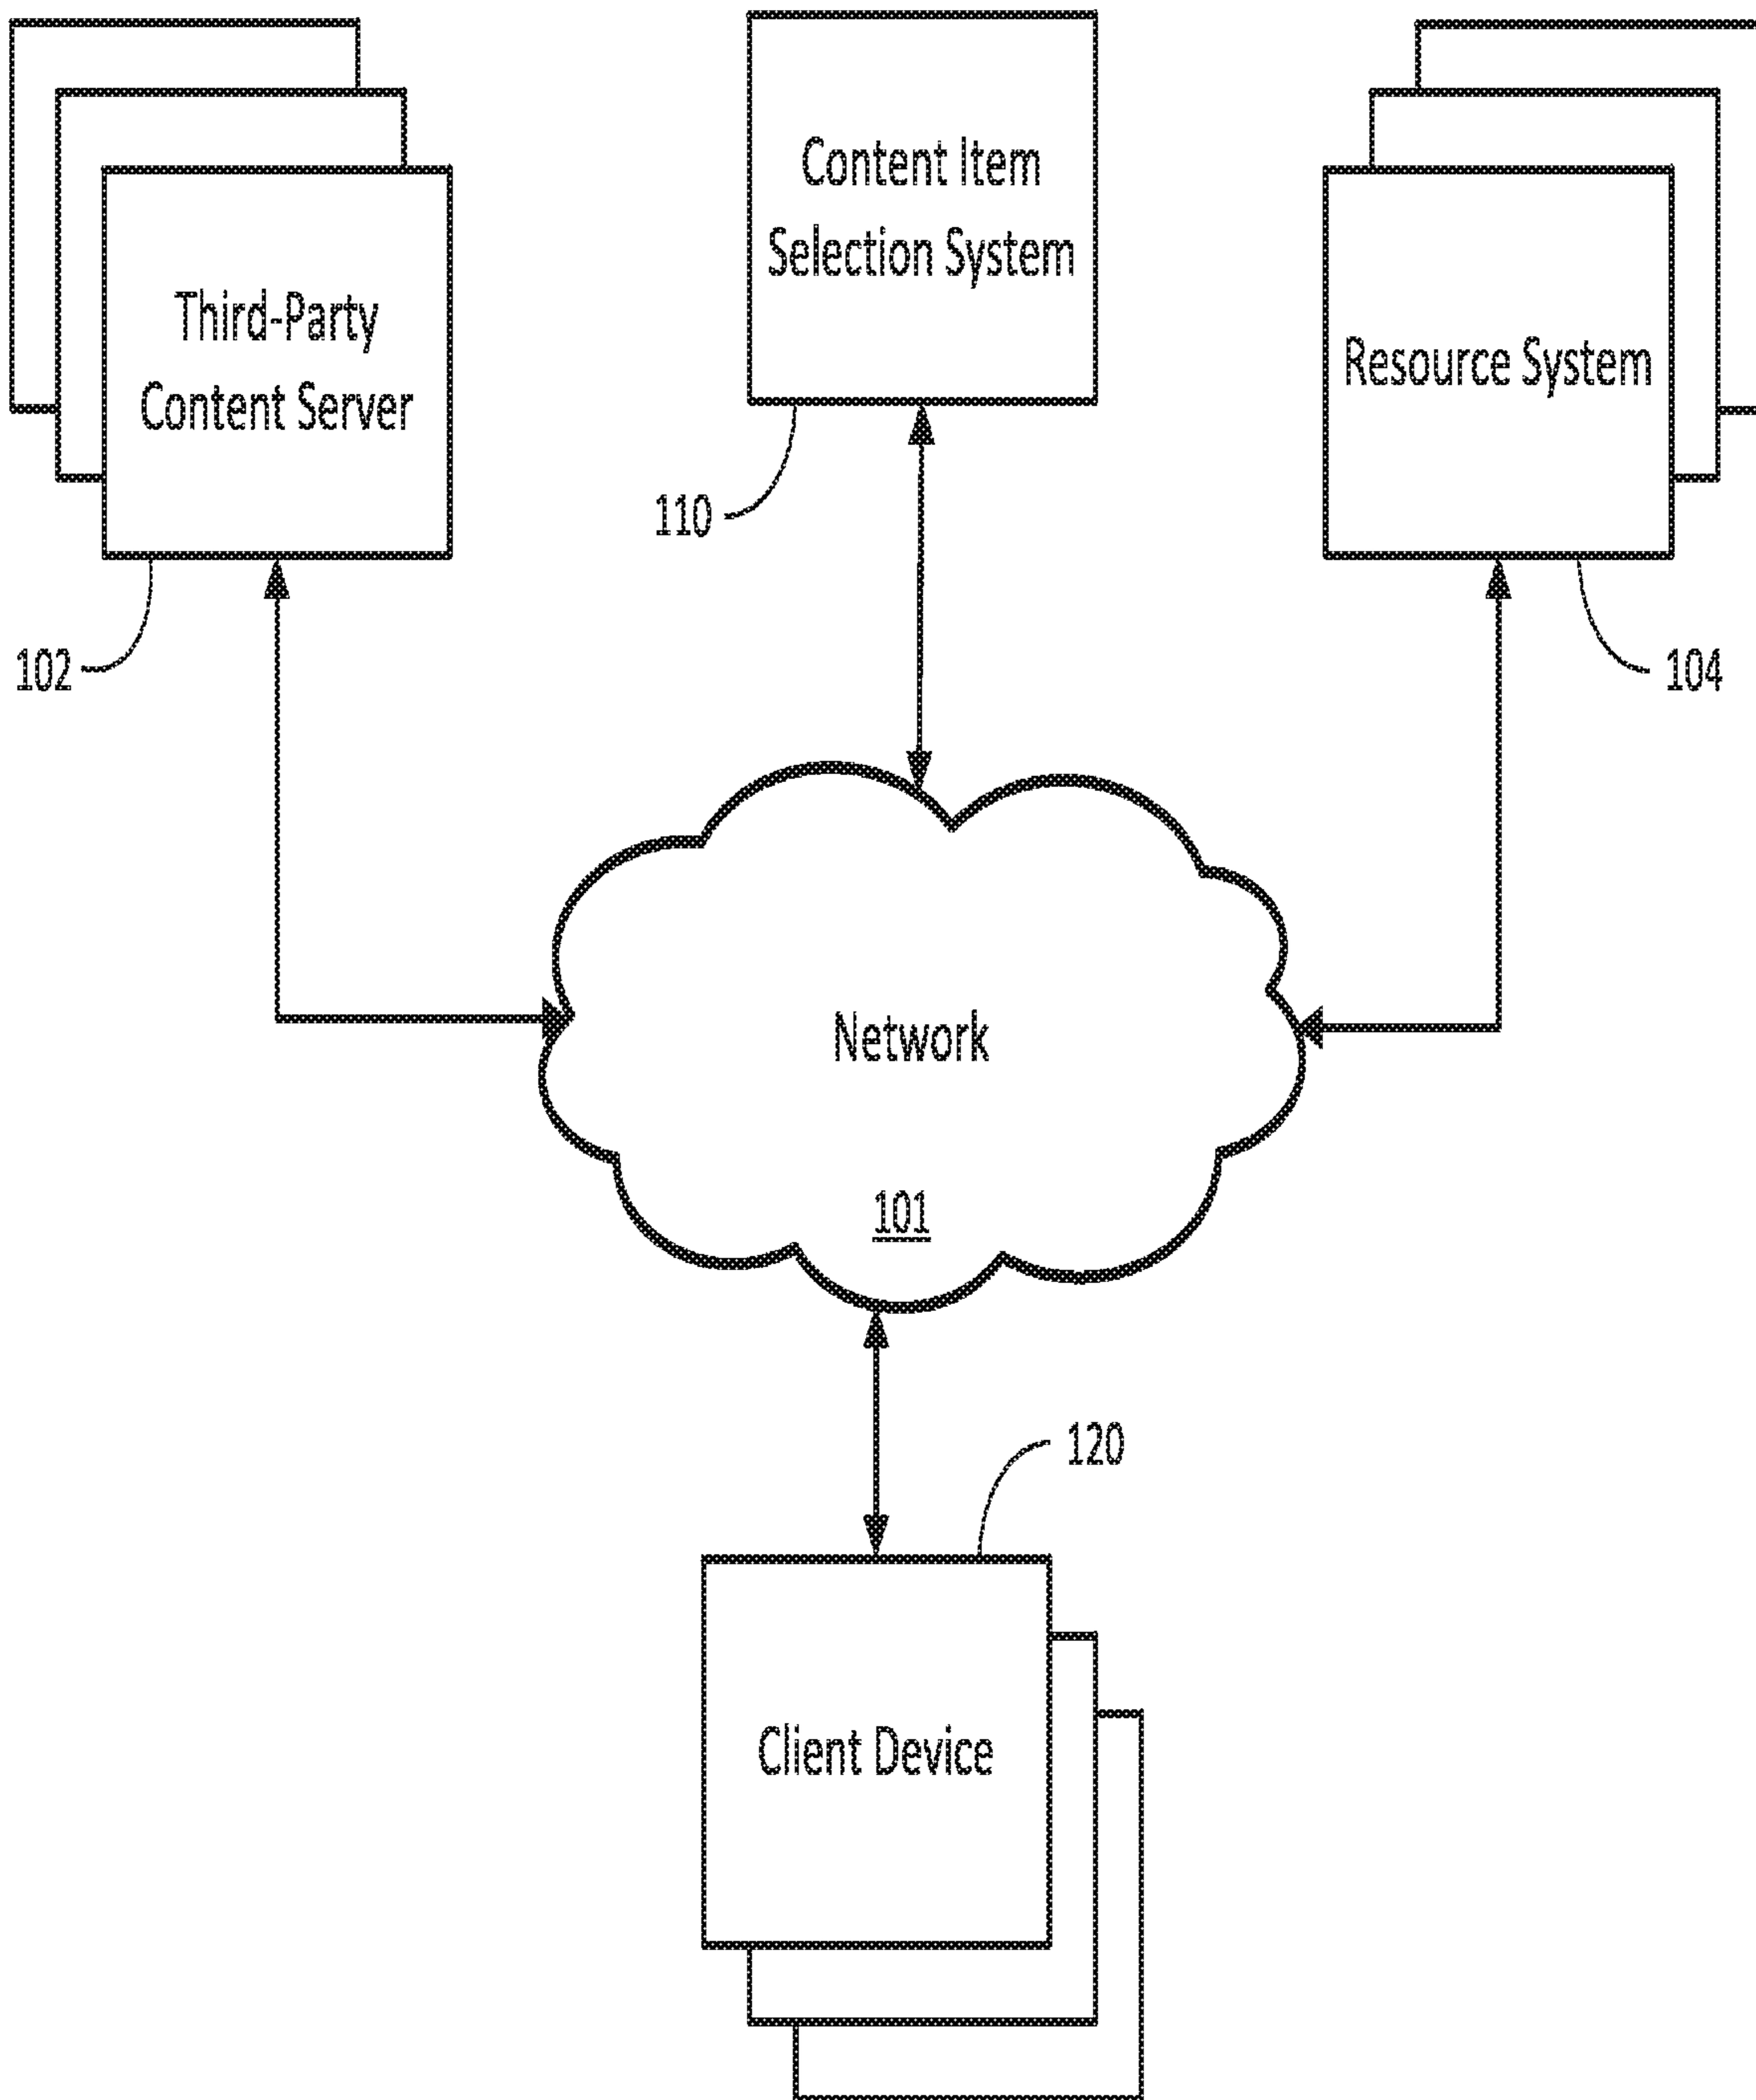 Content Item
Selection System
Third-Party
Content Server
Resource System
110
102
104
Network
101
120
Client Device